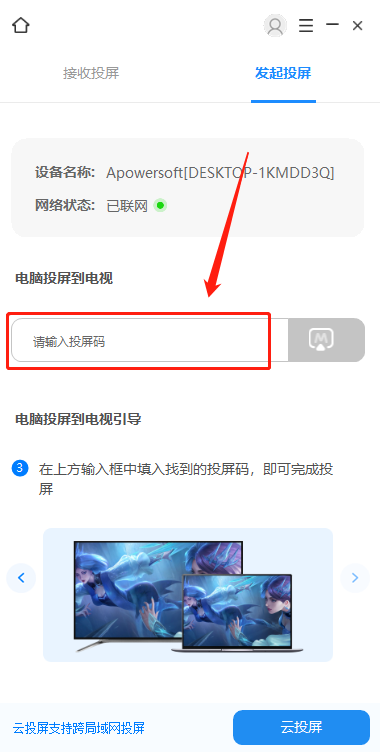 接收投屏
发起投屏
设备名称： Apowersoft[DESKTOP-1KMDD3Q]
网络状态： 已联网
电脑投屏到电视
请输入投屏码
M
电脑投屏到电视引导
3 在上方输入框中填入找到的投屏码，即可完成投
屏
云投屏支持跨局域网投屏
云投屏